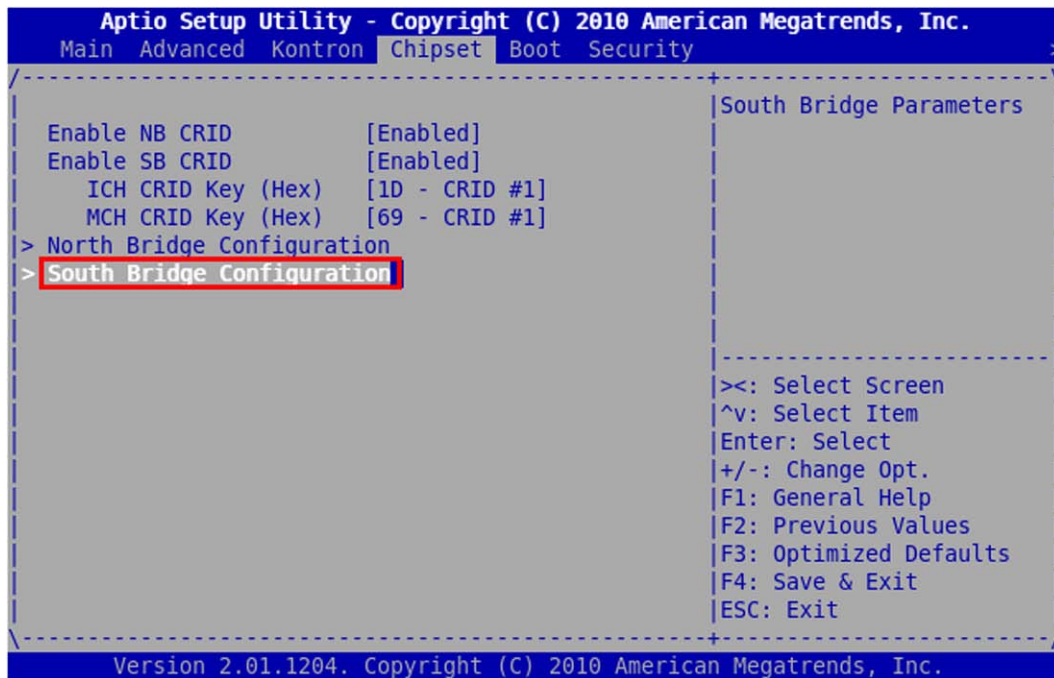 Aptio Setup Utility - Copyright (C) 2010 American Megatrends, Inc.
Main Advanced Kontron Chipset Boot Security >
Enable NB CRID [Enabled]
Enable SB CRID [Enabled]
ICH CRID Key (Hex) [1D - CRID #1]
MCH CRID Key (Hex) [69 - CRID #1]
> North Bridge Configuration
> South Bridge Configuration
South Bridge Parameters
><: Select Screen
^v: Select Item
Enter: Select
+/-: Change Opt.
F1: General Help
F2: Previous Values
F3: Optimized Defaults
F4: Save & Exit
ESC: Exit
Version 2.01.1204. Copyright (C) 2010 American Megatrends, Inc.